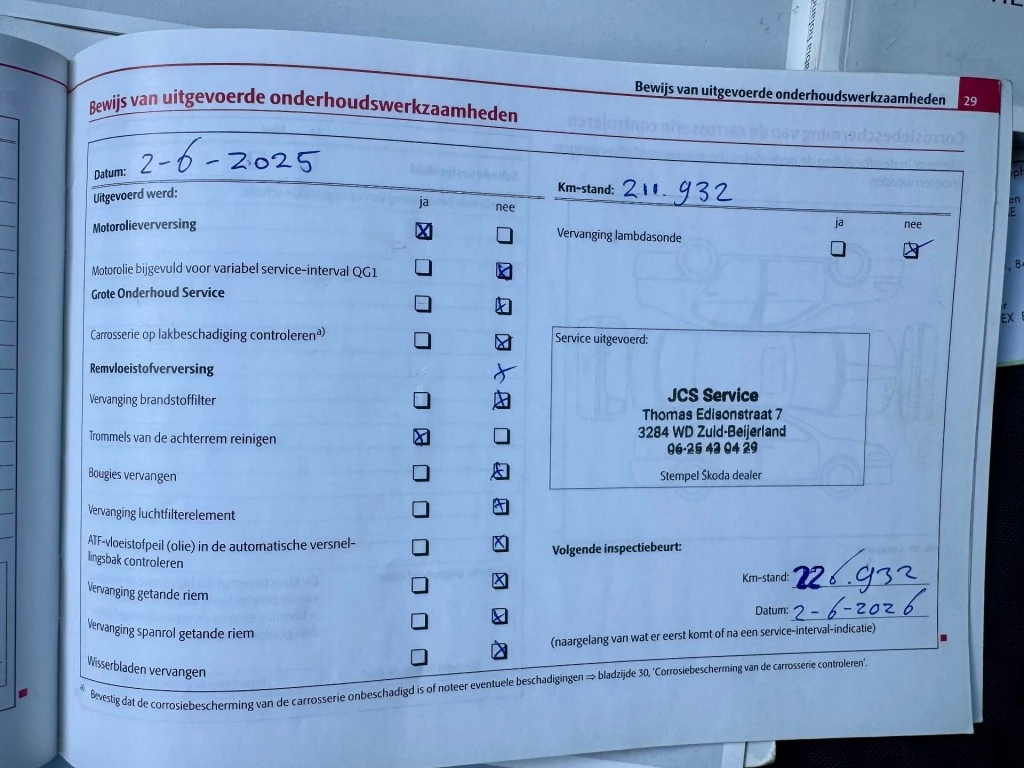 Bewijs van uitgevoerde onderhoudswerkzaamheden 29
Bewijs van uitgevoerde onderhoudswerkzaamheden
Datum: 2-6-2025
Uitgevoerd werd:
ja nee
Motorolieverversing
Motorolie bijgevuld voor variabel service-interval QG1
Grote Onderhoud Service
Carrosserie op lakbeschadiging controleren a)
Remvloeistofverversing
Vervanging brandstoffilter
Trommels van de achterrem reinigen
Bougies vervangen
Vervanging luchtfilterelement
ATF-vloeistofpeil (olie) in de automatische versnel-
lingsbak controleren
Vervanging getande riem
Vervanging spanrol getande riem
Wisserbladen vervangen
Km-stand: 211.932
ja nee
Vervanging lambdasonde
Service uitgevoerd:
JCS Service
Thomas Edisonstraat 7
3284 WD Zuid-Beijerland
06-25 43 04 29
Stempel Škoda dealer
Volgende inspectiebeurt:
Km-stand: 226.932
Datum: 2-6-2026
(naargelang van wat er eerst komt of na een service-interval-indicatie)
a) Bevestig dat de corrosiebescherming van de carrosserie onbeschadigd is of noteer eventuele beschadigingen ⇒ bladzijde 30, 'Corrosiebescherming van de carrosserie controleren'.